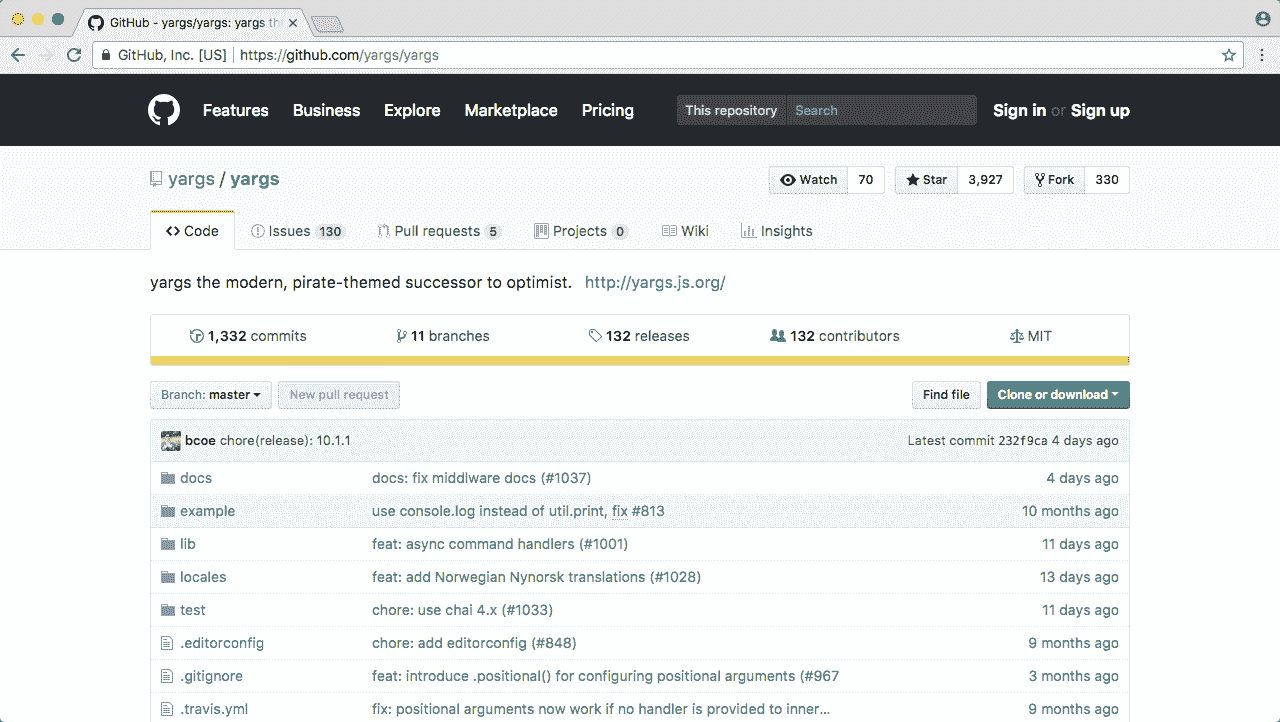 GitHub - yargs/yargs: yargs the
GitHub, Inc. [US] https://github.com/yargs/yargs
Features Business Explore Marketplace Pricing This repository Search Sign in or Sign up
yargs / yargs Watch 70 Star 3,927 Fork 330
Code Issues 130 Pull requests 5 Projects 0 Wiki Insights
yargs the modern, pirate-themed successor to optimist. http://yargs.js.org/
1,332 commits 11 branches 132 releases 132 contributors MIT
Branch: master New pull request Find file Clone or download
bcoe chore(release): 10.1.1 Latest commit 232f9ca 4 days ago
docs docs: fix middlware docs (#1037) 4 days ago
example use console.log instead of util.print, fix #813 10 months ago
lib feat: async command handlers (#1001) 11 days ago
locales feat: add Norwegian Nynorsk translations (#1028) 13 days ago
test chore: use chai 4.x (#1033) 11 days ago
.editorconfig chore: add editorconfig (#848) 9 months ago
.gitignore feat: introduce .positional() for configuring positional arguments (#967 3 months ago
.travis.yml fix: positional arguments now work if no handler is provided to inner... 9 months ago